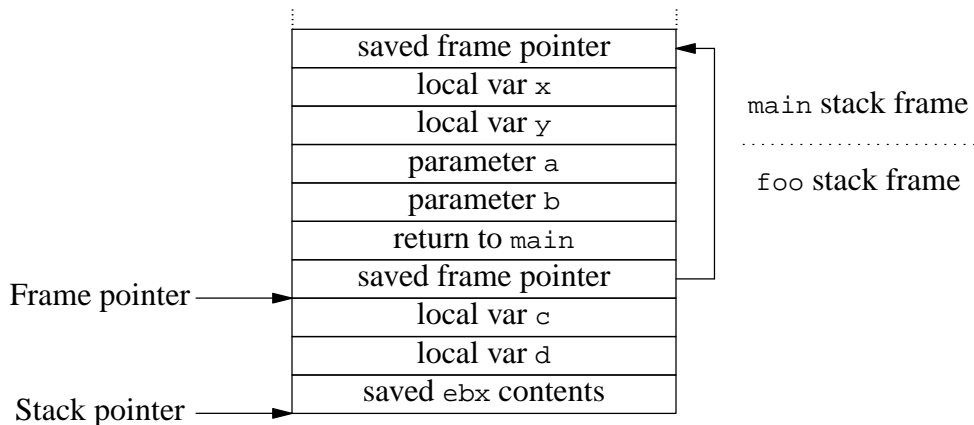 saved frame pointer
local var x
local var y
parameter a
parameter b
return to main
saved frame pointer
local var c
local var d
saved ebx contents
main stack frame
foo stack frame
Frame pointer
Stack pointer